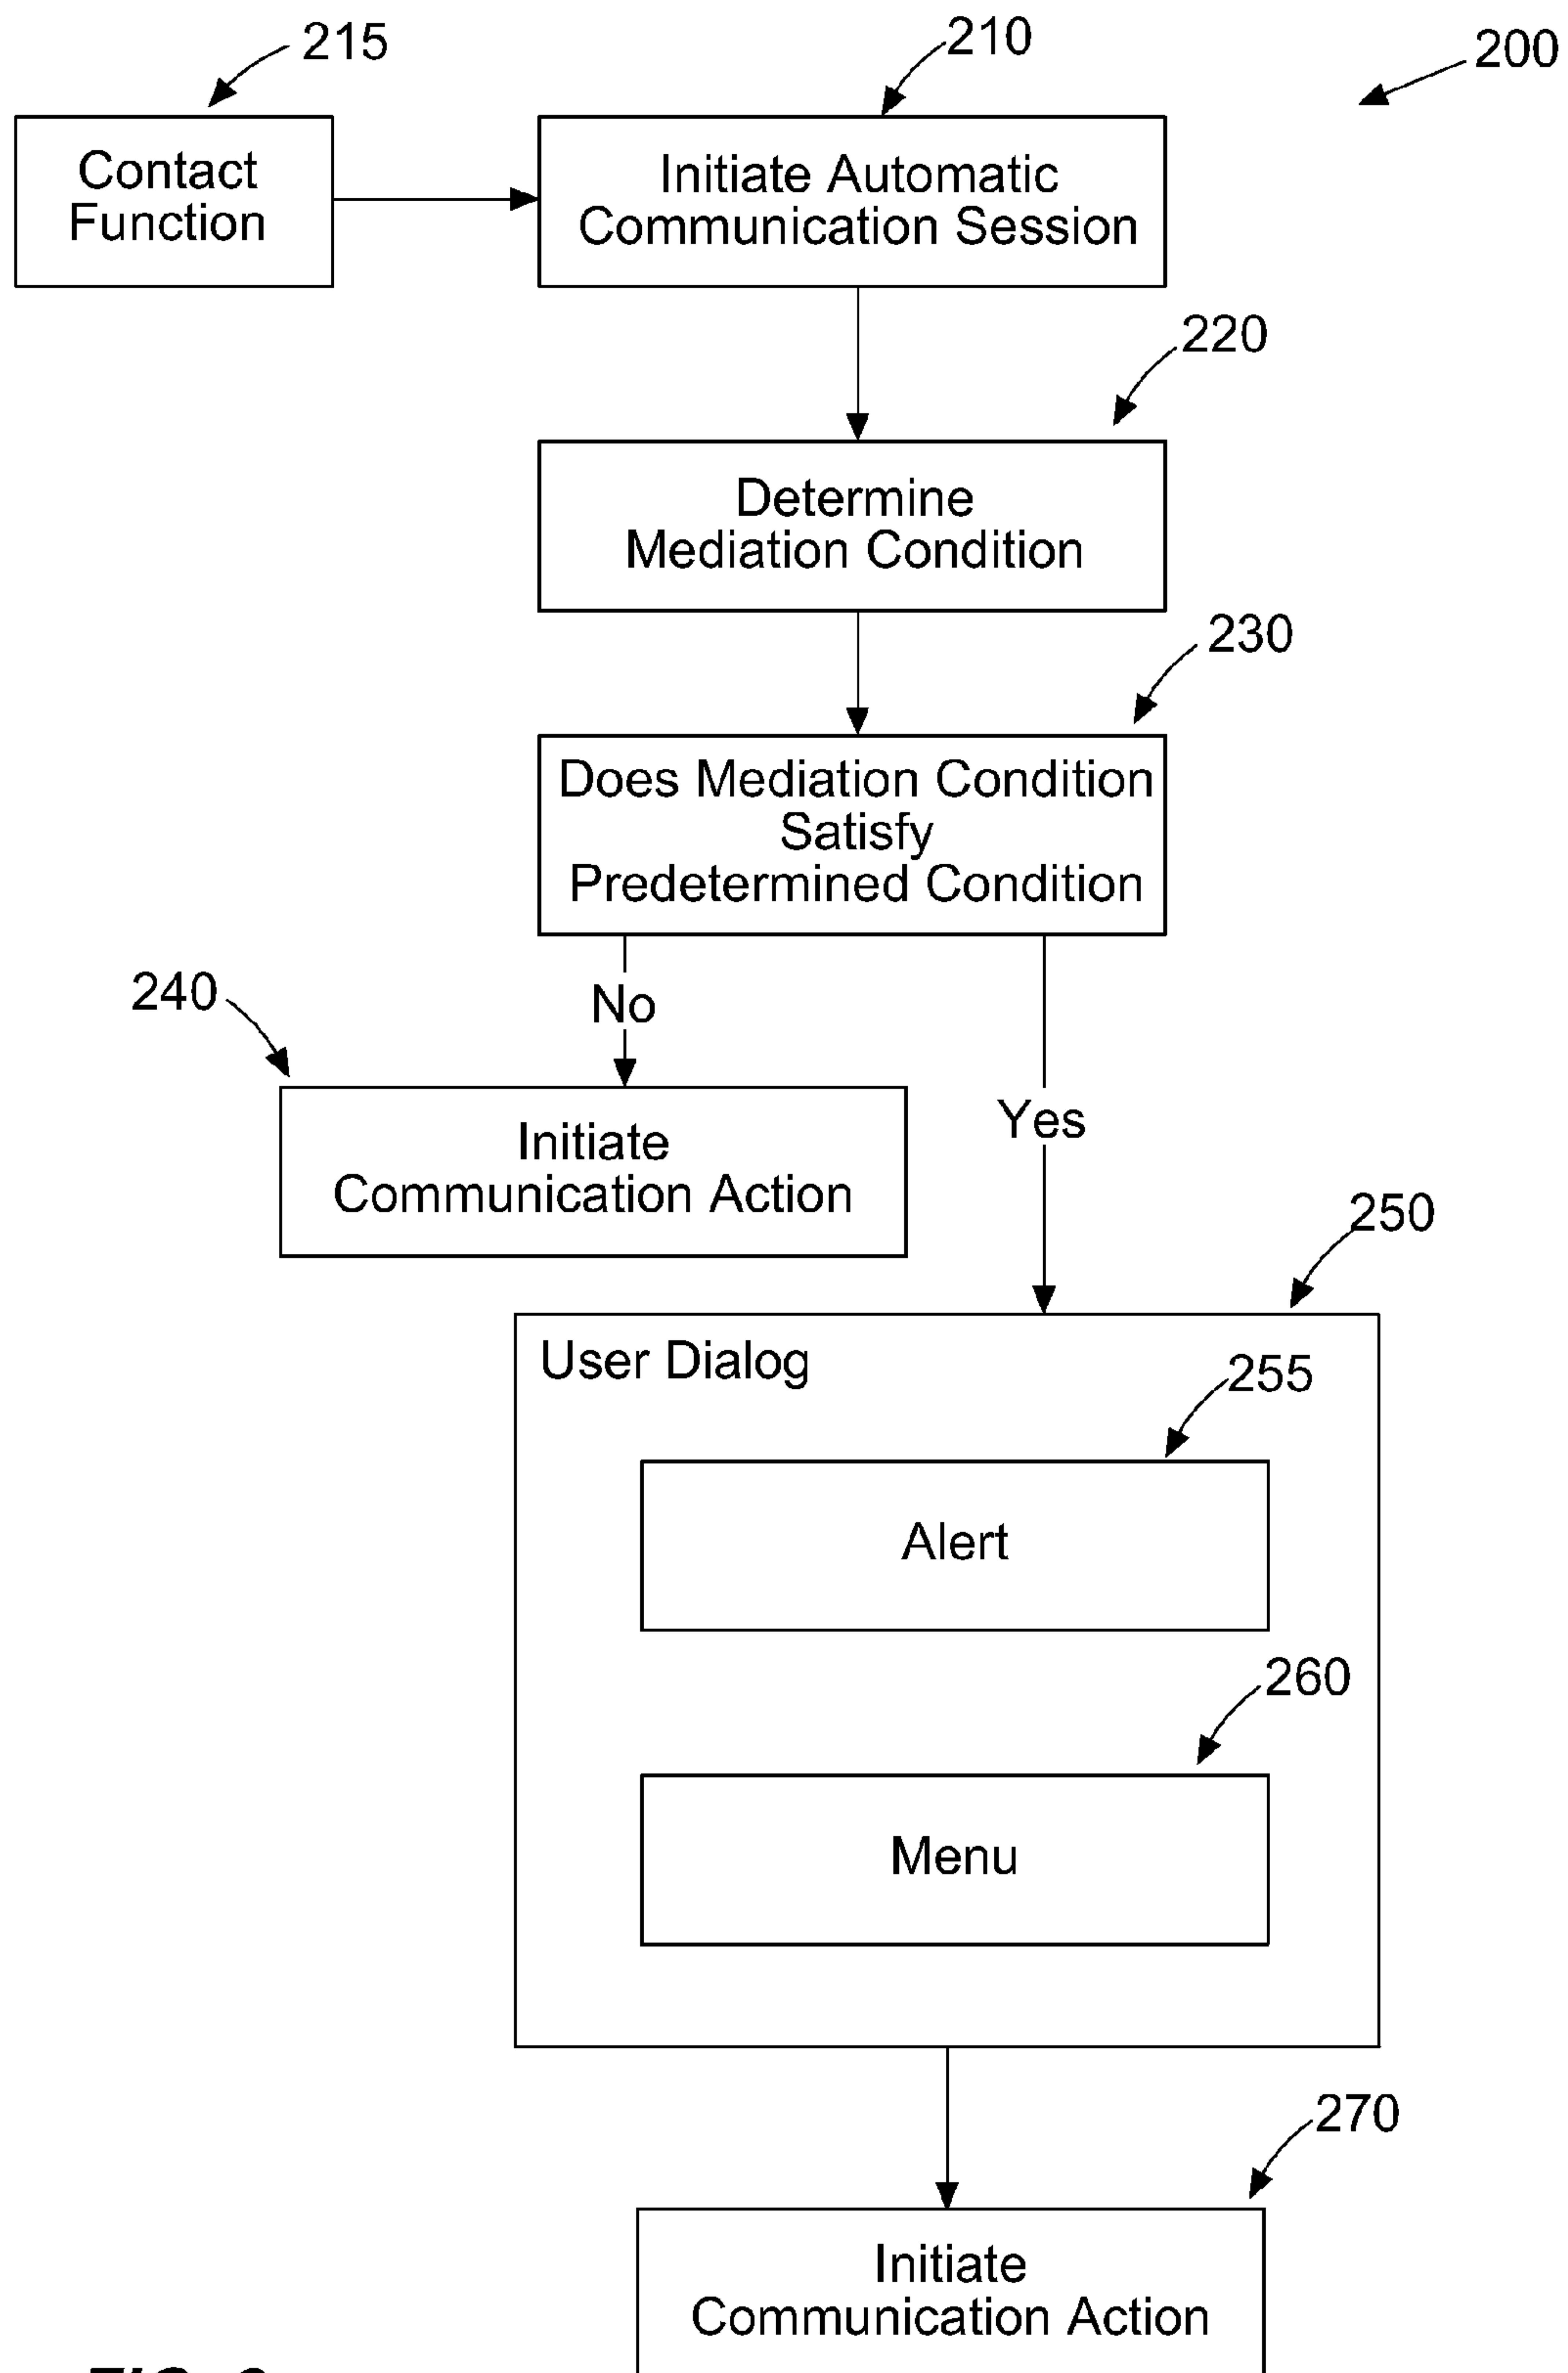 215
210
200
Contact
Function
Initiate Automatic
Communication Session
220
Determine
Mediation Condition
230
Does Mediation Condition
Satisfy
Predetermined Condition
240
No
Yes
Initiate
Communication Action
250
User Dialog
255
Alert
260
Menu
270
Initiate
Communication Action